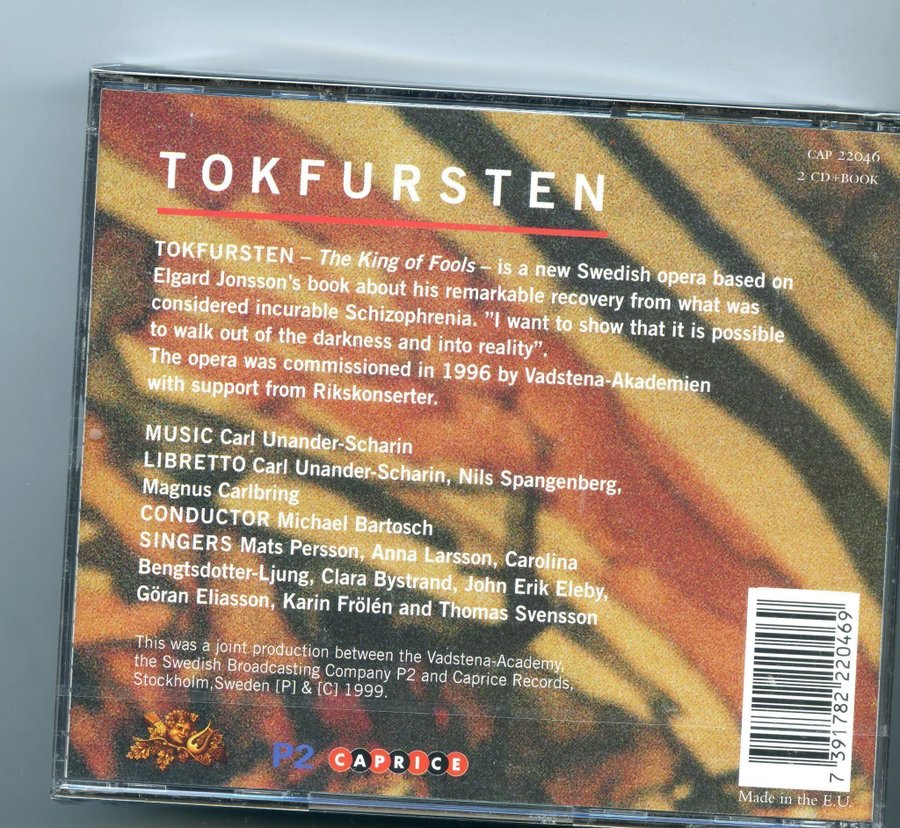 CAP 22046
2 CD+BOOK
TOKFURSTEN
TOKFURSTEN – The King of Fools – is a new Swedish opera based on
Elgard Jonsson's book about his remarkable recovery from what was
considered incurable Schizophrenia. "I want to show that it is possible
to walk out of the darkness and into reality".
The opera was commissioned in 1996 by Vadstena-Akademien
with support from Rikskonserter.
MUSIC Carl Unander-Scharin
LIBRETTO Carl Unander-Scharin, Nils Spangenberg,
Magnus Carlbring
CONDUCTOR Michael Bartosch
SINGERS Mats Persson, Anna Larsson, Carolina
Bengtsdotter-Ljung, Clara Bystrand, John Erik Eleby,
Göran Eliasson, Karin Frölén and Thomas Svensson
This was a joint production between the Vadstena-Academy,
the Swedish Broadcasting Company P2 and Caprice Records,
Stockholm,Sweden [P] & [C] 1999.
P2
CAPRICE
7 391782 220469
Made in the E.U.